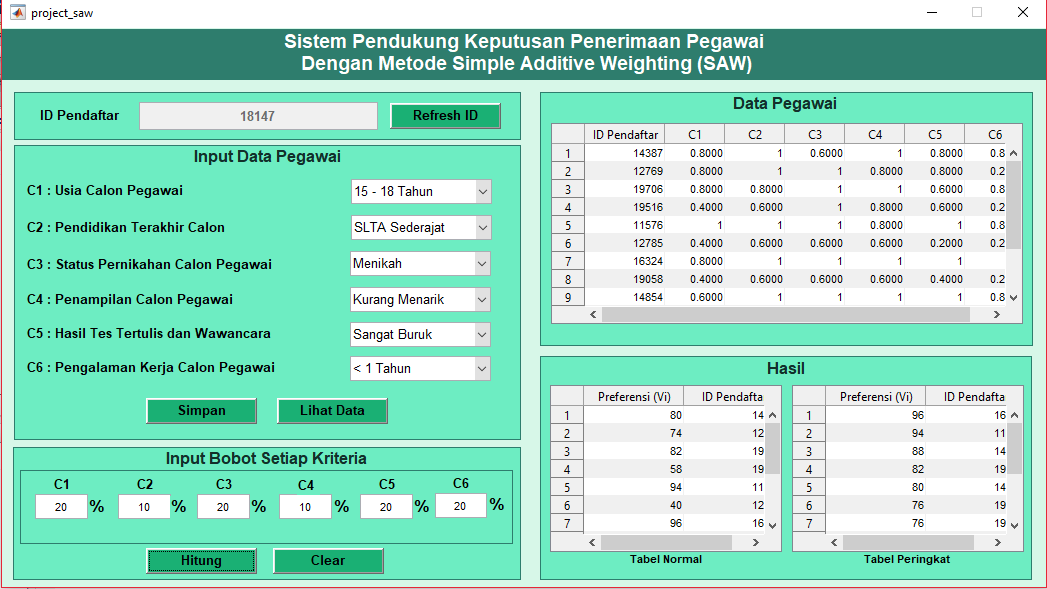 project_saw
Sistem Pendukung Keputusan Penerimaan Pegawai
Dengan Metode Simple Additive Weighting (SAW)
ID Pendaftar 18147 Refresh ID
Input Data Pegawai
C1 : Usia Calon Pegawai 15 - 18 Tahun
C2 : Pendidikan Terakhir Calon SLTA Sederajat
C3 : Status Pernikahan Calon Pegawai Menikah
C4 : Penampilan Calon Pegawai Kurang Menarik
C5 : Hasil Tes Tertulis dan Wawancara Sangat Buruk
C6 : Pengalaman Kerja Calon Pegawai < 1 Tahun
Simpan Lihat Data
Input Bobot Setiap Kriteria
C1 C2 C3 C4 C5 C6
20 % 10 % 20 % 10 % 20 % 20 %
Hitung Clear
Data Pegawai
ID Pendaftar C1 C2 C3 C4 C5 C6
1 14387 0.8000 1 0.6000 1 0.8000 0.8
2 12769 0.8000 1 1 0.8000 0.8000 0.2
3 19706 0.8000 0.8000 1 1 0.6000 0.8
4 19516 0.4000 0.6000 1 0.8000 0.6000 0.2
5 11576 1 1 1 0.8000 1 0.8
6 12785 0.4000 0.6000 0.6000 0.6000 0.2000 0.2
7 16324 0.8000 1 1 1 1
8 19058 0.4000 0.6000 0.6000 0.6000 0.4000 0.2
9 14854 0.6000 1 1 1 1 0.8
Hasil
Preferensi (Vi) ID Pendafta
1 80 14
2 74 12
3 82 19
4 58 19
5 94 11
6 40 12
7 96 16
Tabel Normal
Preferensi (Vi) ID Pendafta
1 96 16
2 94 11
3 88 14
4 82 19
5 80 14
6 76 19
7 76 19
Tabel Peringkat